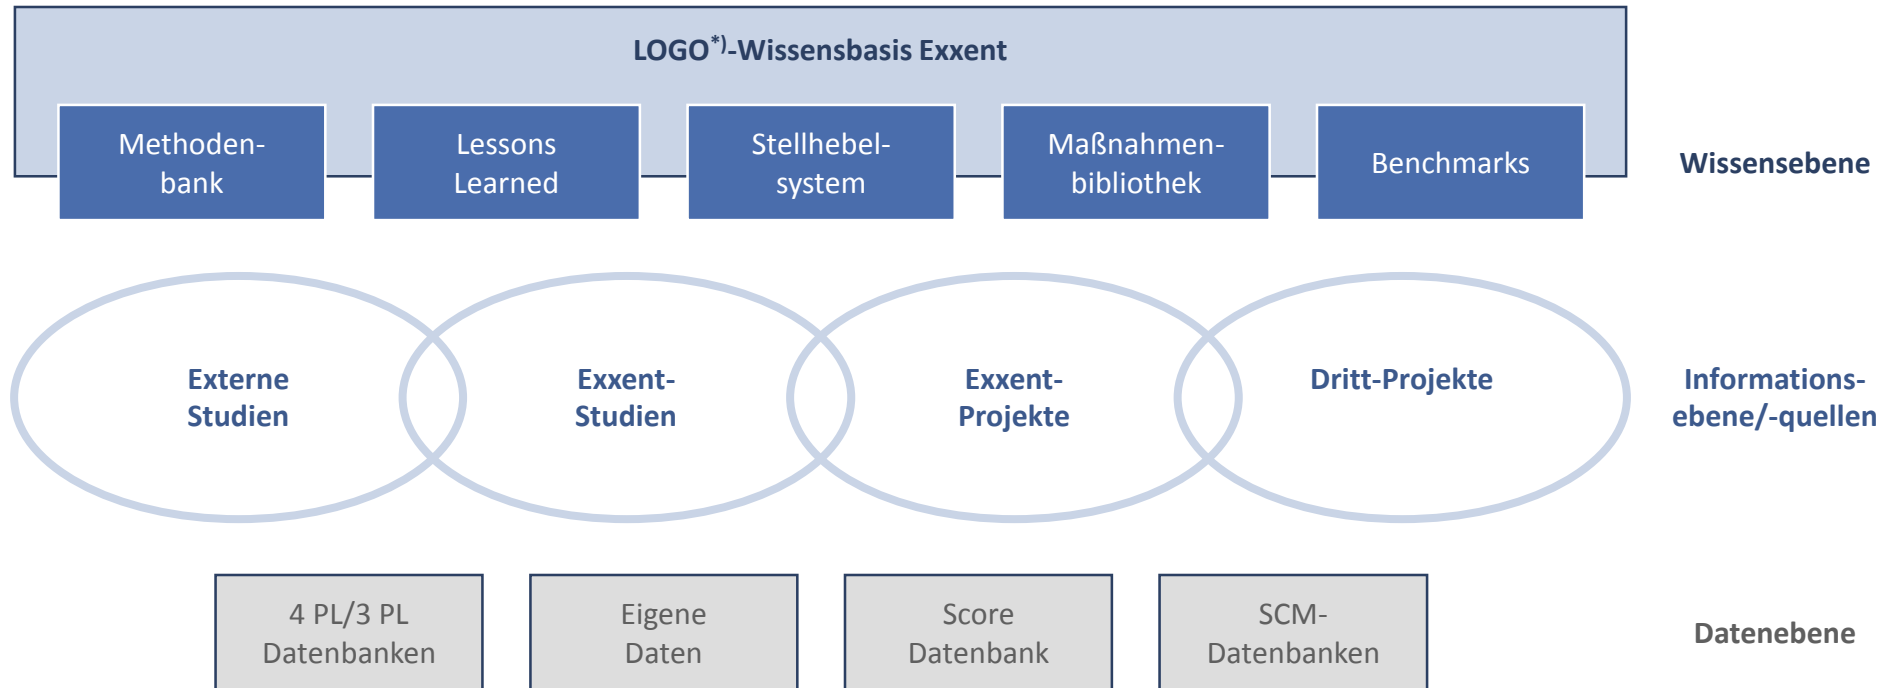 LOGO*)-Wissensbasis Exxent
Methoden-
bank
Lessons
Learned
Stellhebel-
system
Maßnahmen-
bibliothek
Benchmarks
Wissensebene
Externe
Studien
Exxent-
Studien
Exxent-
Projekte
Dritt-Projekte
Informations-
ebene/-quellen
4 PL/3 PL
Datenbanken
Eigene
Daten
Score
Datenbank
SCM-
Datenbanken
Datenebene